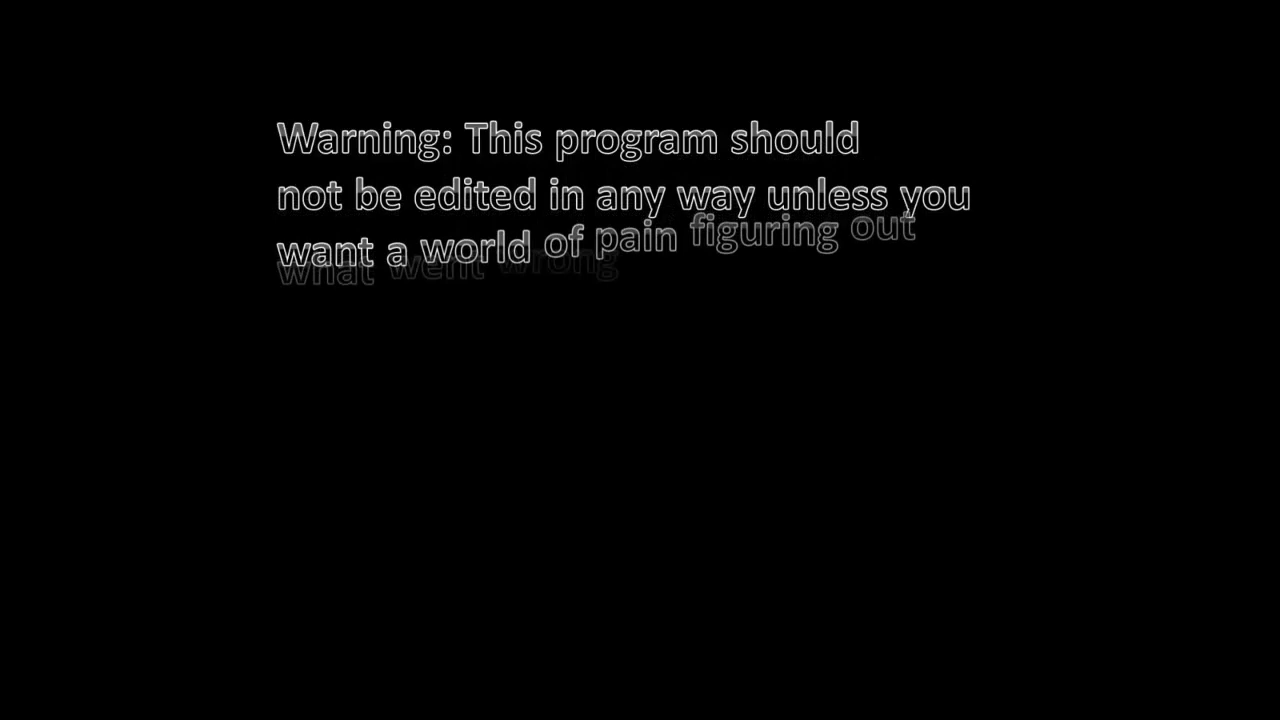 Warning: This program should
not be edited in any way unless you
want a world of pain figuring out
what went wrong